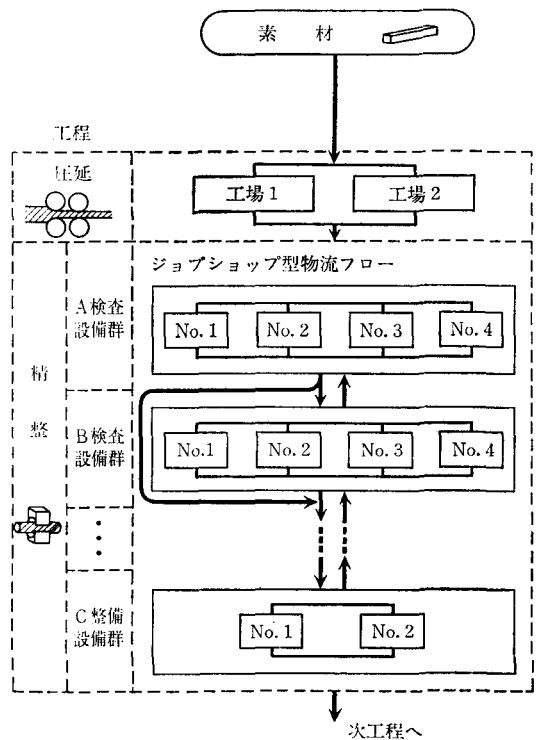 素材
工程
圧延
工場1
工場2
精整
ジョブショップ型物流フロー
A検査
設備群
No.1
No.2
No.3
No.4
B検査
設備群
No.1
No.2
No.3
No.4
C整備
設備群
No.1
No.2
次工程へ